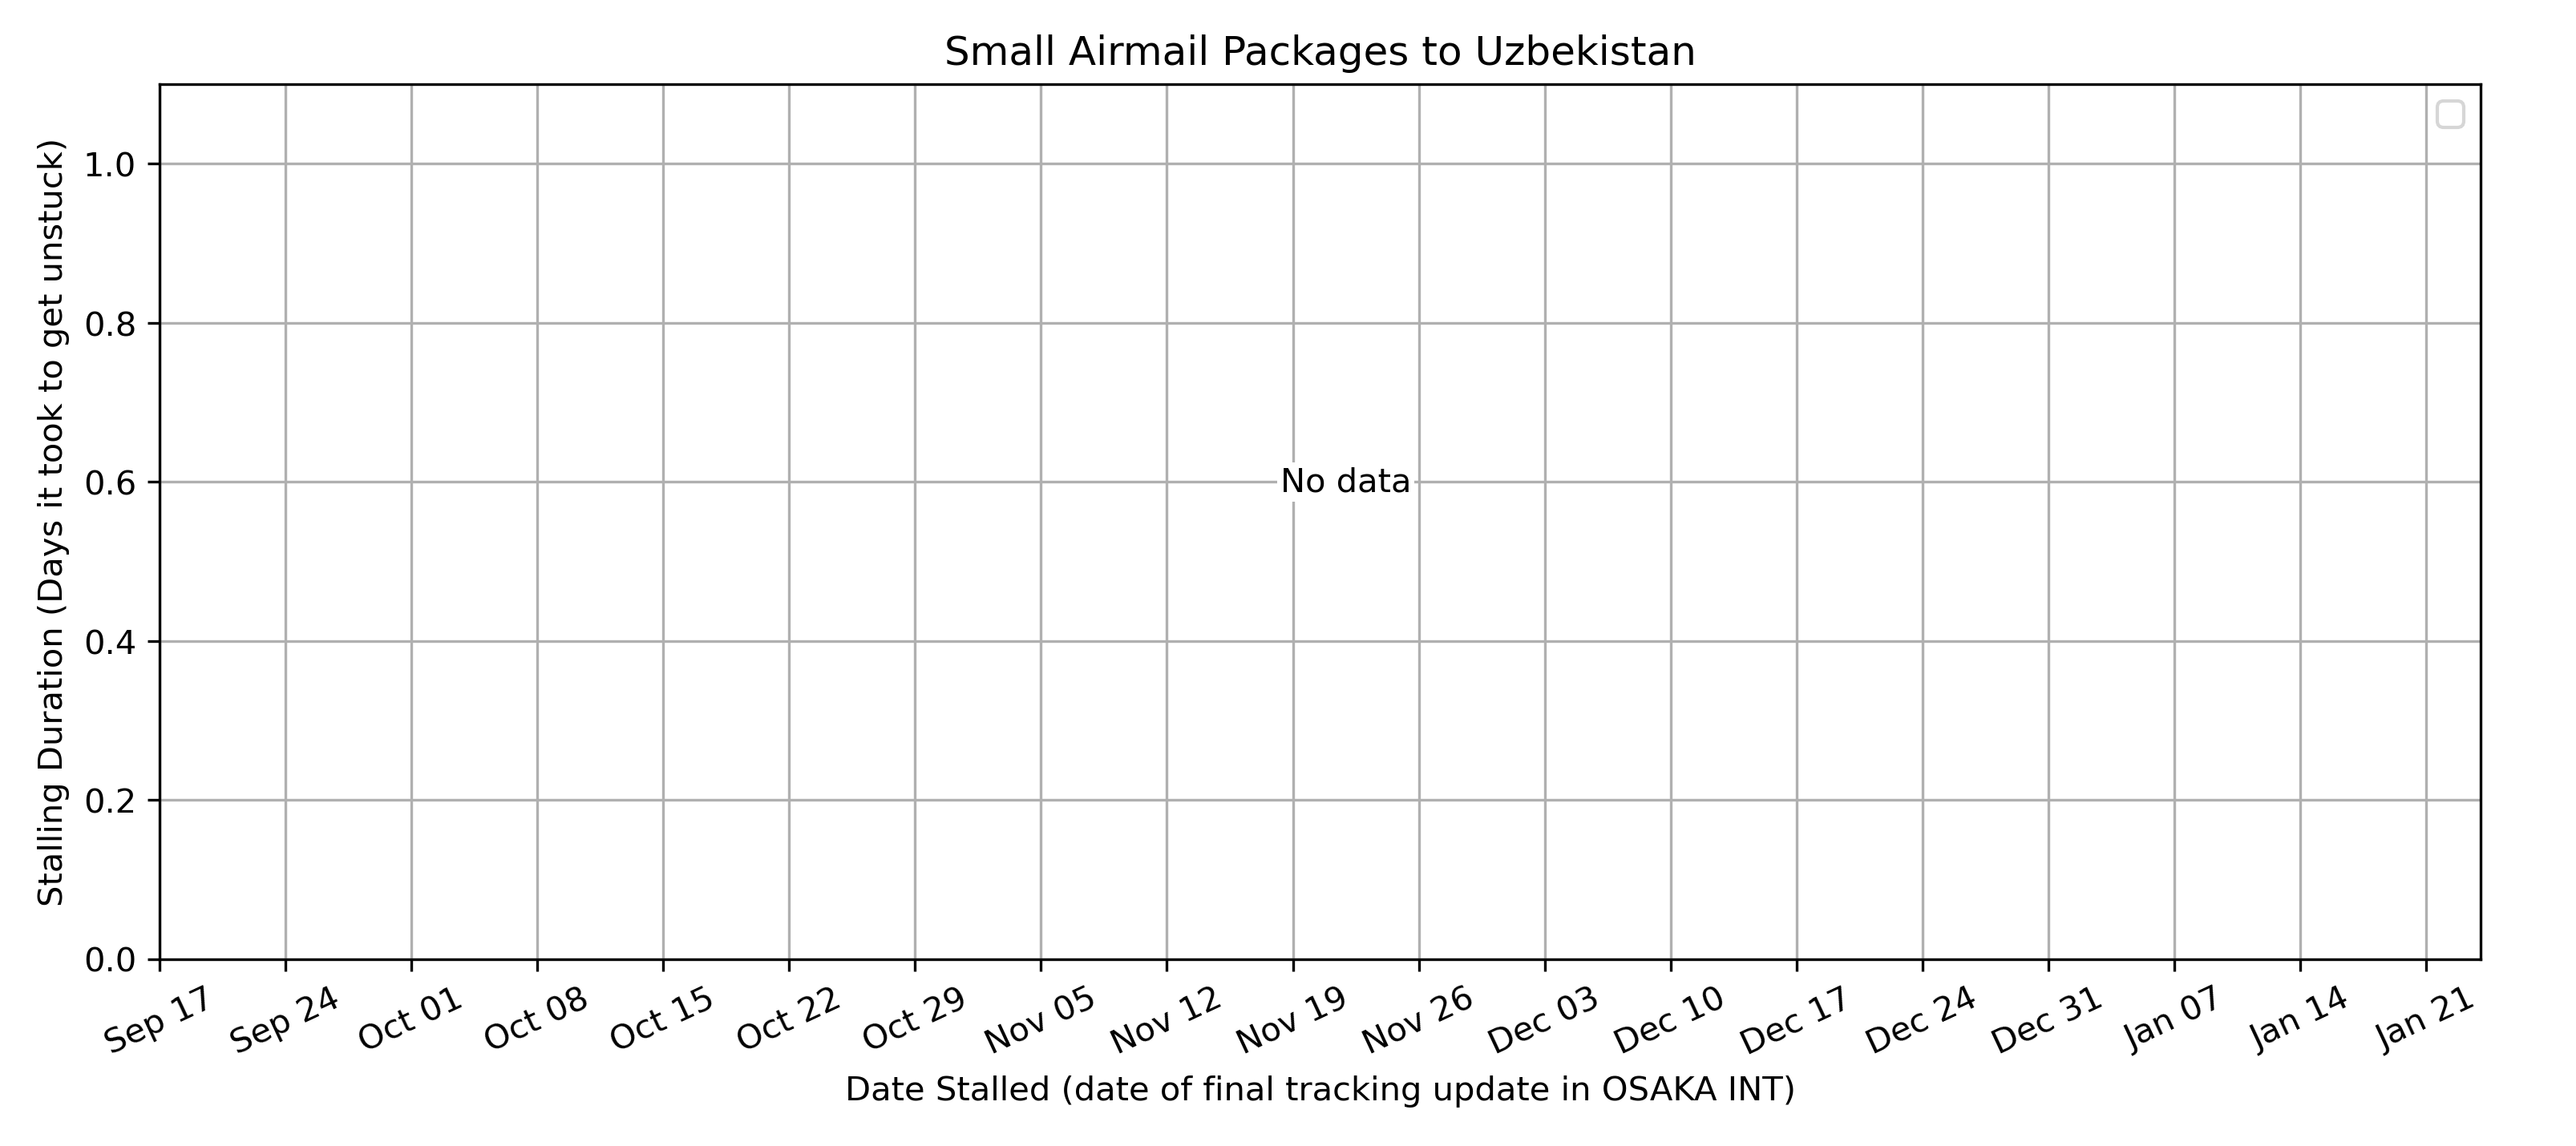 Small Airmail Packages to Uzbekistan
Stalling Duration (Days it took to get unstuck)
1.0
0.8
0.6
0.4
0.2
0.0
No data
Sep 17
Sep 24
Oct 01
Oct 08
Oct 15
Oct 22
Oct 29
Nov 05
Nov 12
Nov 19
Nov 26
Dec 03
Dec 10
Dec 17
Dec 24
Dec 31
Jan 07
Jan 14
Jan 21
Date Stalled (date of final tracking update in OSAKA INT)